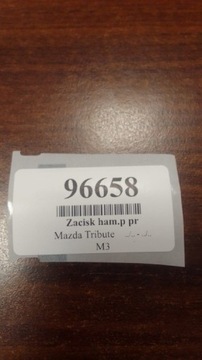 96658
Zacisk ham.p pr
Mazda Tribute
M3